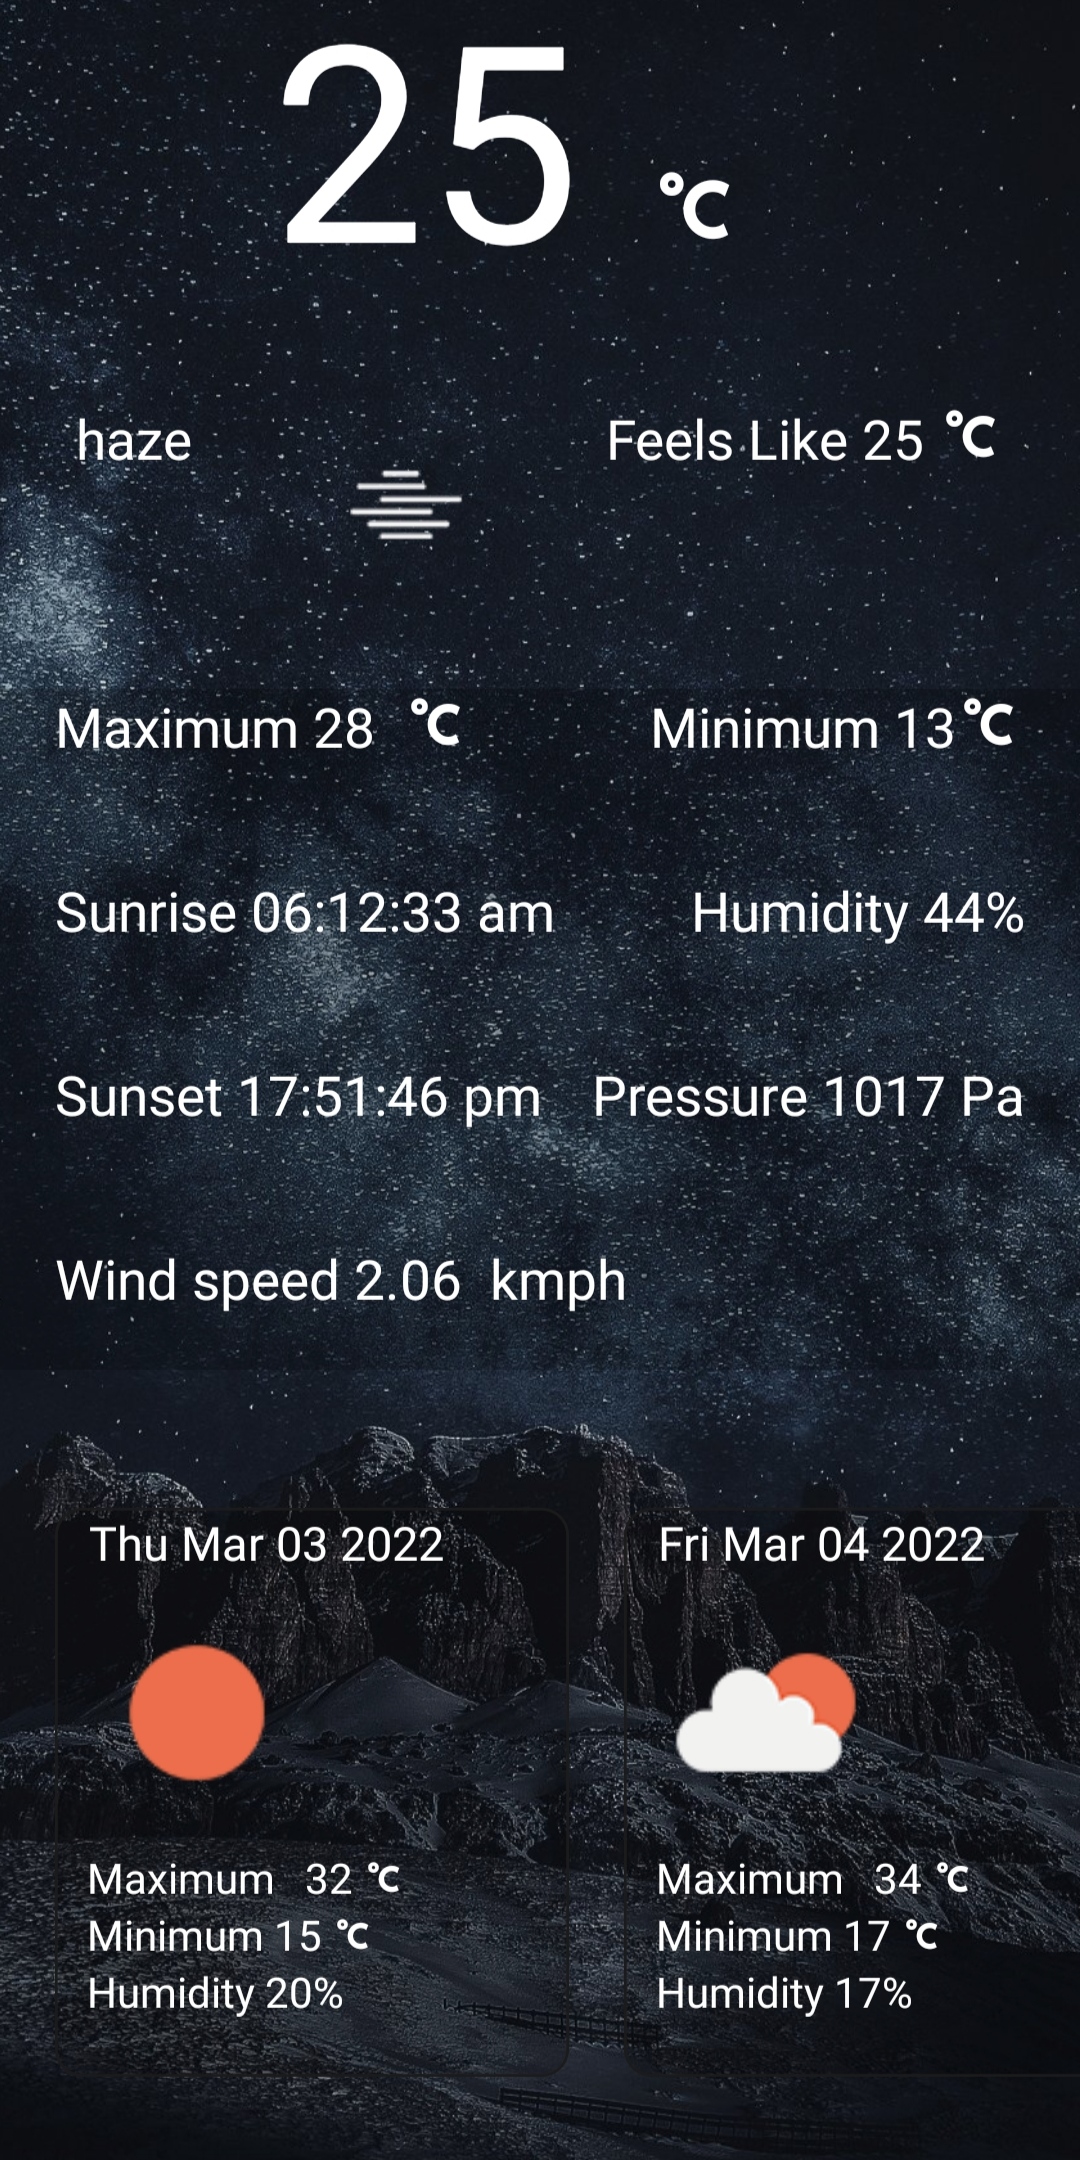 25 ℃
haze
Feels Like 25 ℃
Maximum 28 ℃
Minimum 13℃
Sunrise 06:12:33 am
Humidity 44%
Sunset 17:51:46 pm
Pressure 1017 Pa
Wind speed 2.06 kmph
Thu Mar 03 2022
Maximum 32 ℃
Minimum 15 ℃
Humidity 20%
Fri Mar 04 2022
Maximum 34 ℃
Minimum 17 ℃
Humidity 17%